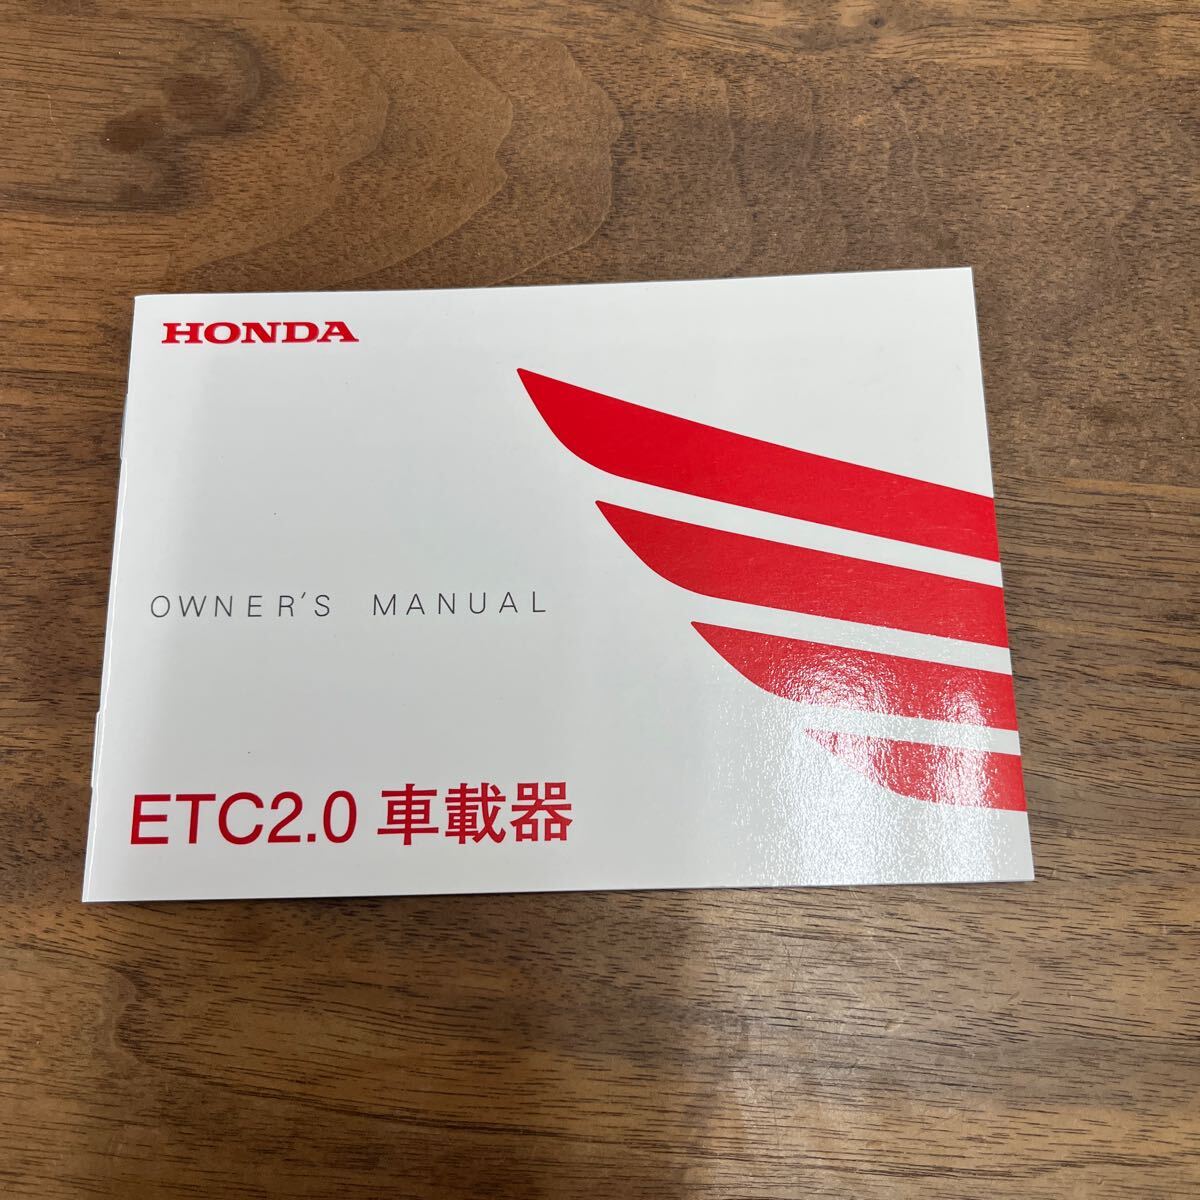 HONDA
OWNER'S MANUAL
ETC2.0 車載器